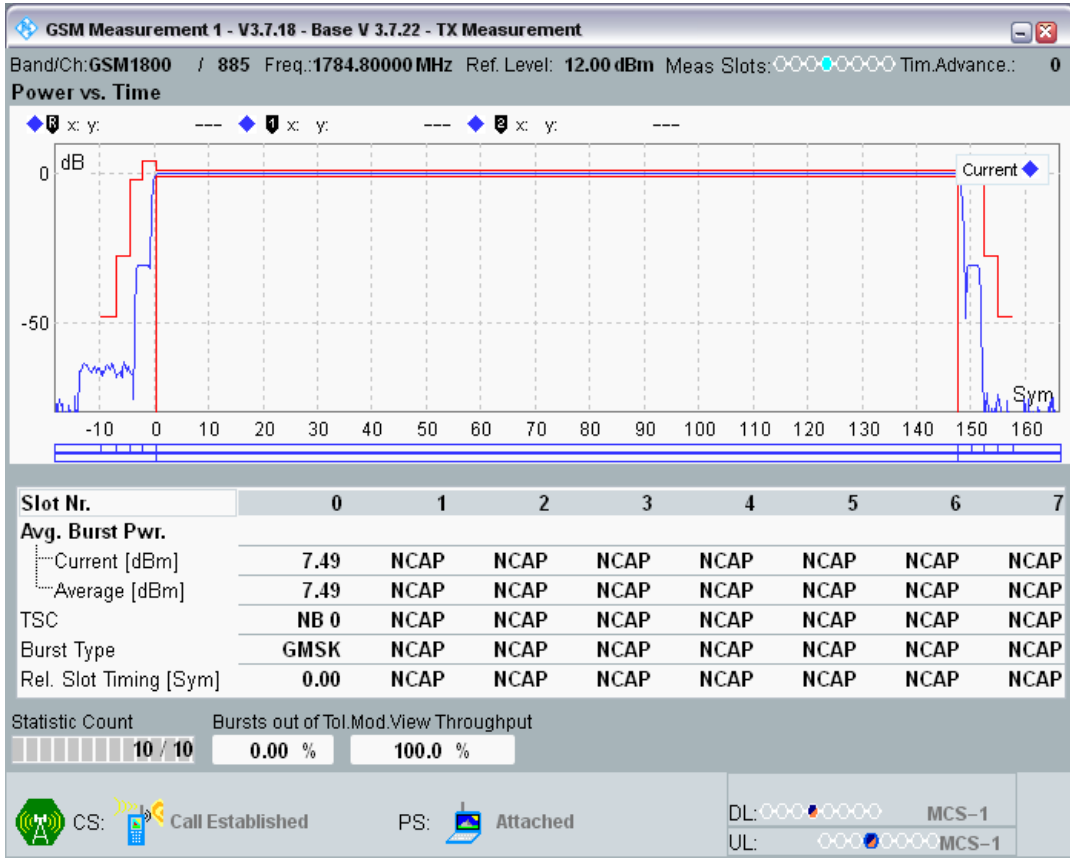 GSM Measurement 1 - V3.7.18 - Base V 3.7.22 - TX Measurement
Band/Ch:GSM1800 / 885 Freq.:1784.80000 MHz Ref. Level: 12.00 dBm Meas Slots: Tim.Advance.: 0
Power vs. Time
R x: y: --- 1 x: y: --- 2 x: y: ---
dB
Current
0
-50
Sym
-10 0 10 20 30 40 50 60 70 80 90 100 110 120 130 140 150 160
Slot Nr. 0 1 2 3 4 5 6 7
Avg. Burst Pwr.
Current [dBm] 7.49 NCAP NCAP NCAP NCAP NCAP NCAP NCAP
Average [dBm] 7.49 NCAP NCAP NCAP NCAP NCAP NCAP NCAP
TSC NB 0 NCAP NCAP NCAP NCAP NCAP NCAP NCAP
Burst Type GMSK NCAP NCAP NCAP NCAP NCAP NCAP NCAP
Rel. Slot Timing [Sym] 0.00 NCAP NCAP NCAP NCAP NCAP NCAP NCAP
Statistic Count Bursts out of Tol. Mod.View Throughput
10 / 10 0.00 % 100.0 %
CS: Call Established PS: Attached
DL: MCS-1
UL: MCS-1